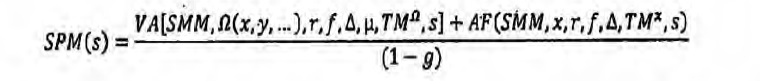 SPM(s) = VA[SMM, Ω(x, y, ...), r, f, Δ, μ, TM^Ω, s] + AF(SMM, x, r, f, Δ, TM^x, s)
(1 − g)